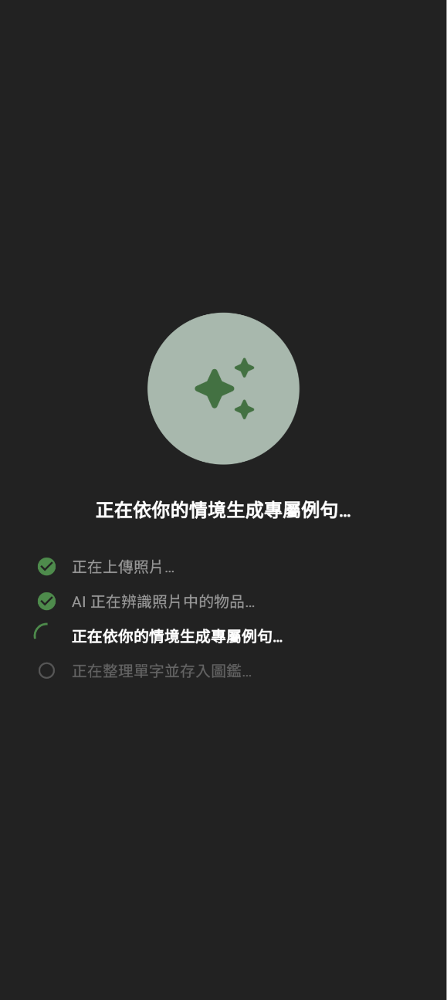 正在依你的情境生成專屬例句...
正在上傳照片...
AI 正在辨識照片中的物品...
正在依你的情境生成專屬例句...
正在整理單字並存入圖鑑...